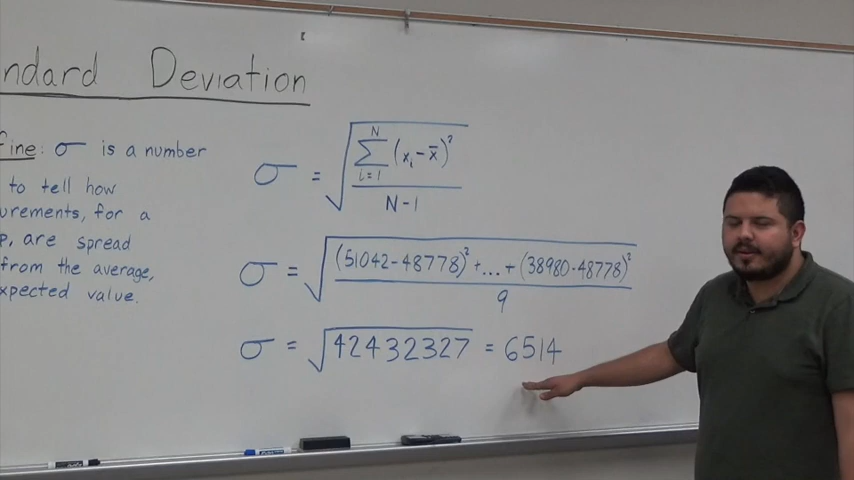 ndard Deviation
fine: σ is a number
to tell how
urements, for a
p, are spread
from the average,
xpected value.
σ = √((∑_{i=1}^{N} (x_i - x̄)²)/(N-1))
σ = √(((51042-48778)² + ... + (38980-48778)²)/9)
σ = √42432327 = 6514